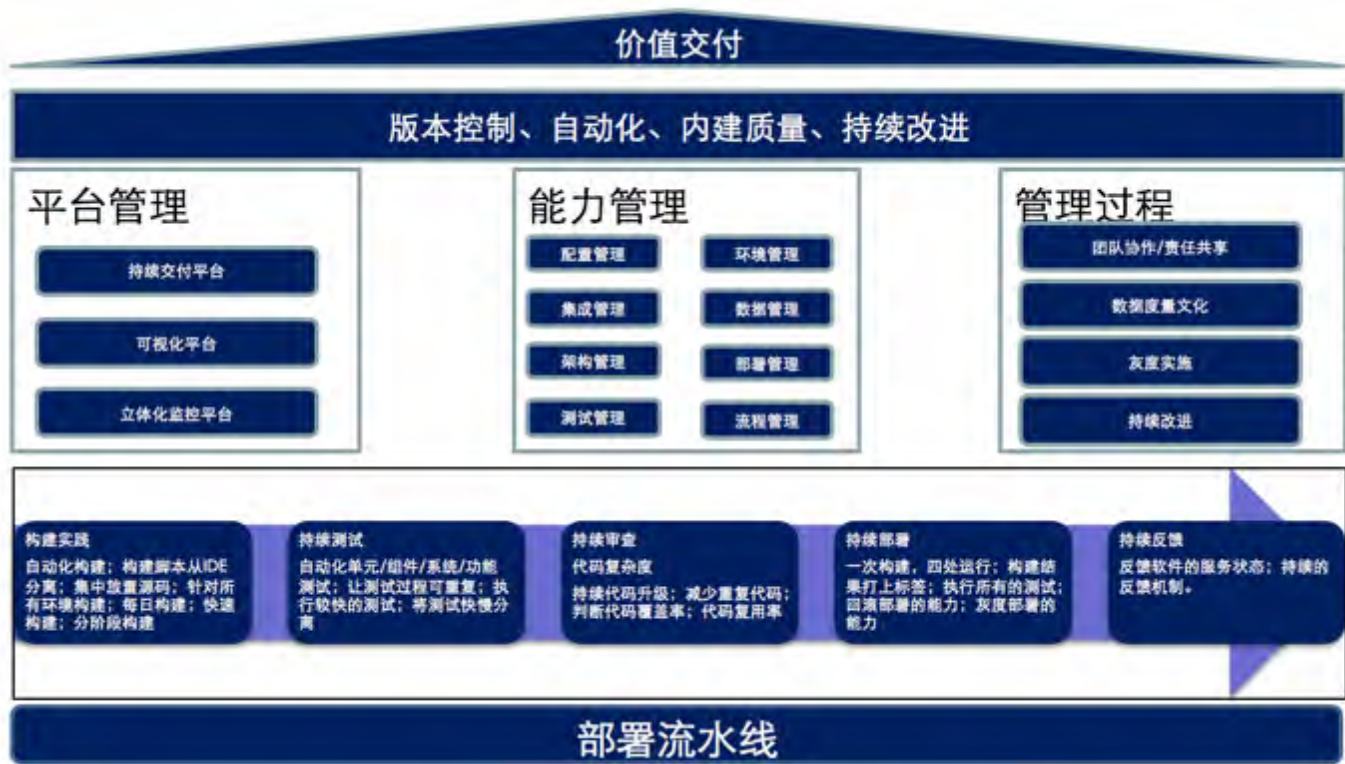 价值交付
版本控制、自动化、内建质量、持续改进
平台管理
持续交付平台
可视化平台
立体化监控平台
能力管理
配置管理
环境管理
集成管理
数据管理
架构管理
部署管理
测试管理
流程管理
管理过程
团队协作/责任共享
数据度量文化
灰度实施
持续改进
构建实践
自动化构建；构建脚本从IDE
分离；集中放置源码；针对所
有环境构建；每日构建；快速
构建；分阶段构建
持续测试
自动化单元/组件/系统/功能
测试；让测试过程可重复；执
行较快的测试；将测试快慢分
离
持续审查
代码复杂度
持续代码升级；减少重复代码；
判断代码覆盖率；代码复用率
持续部署
一次构建，四处运行；构建结
果打上标签；执行所有的测试；
回滚部署的能力；灰度部署的
能力
持续反馈
反馈软件的服务状态；持续的
反馈机制。
部署流水线